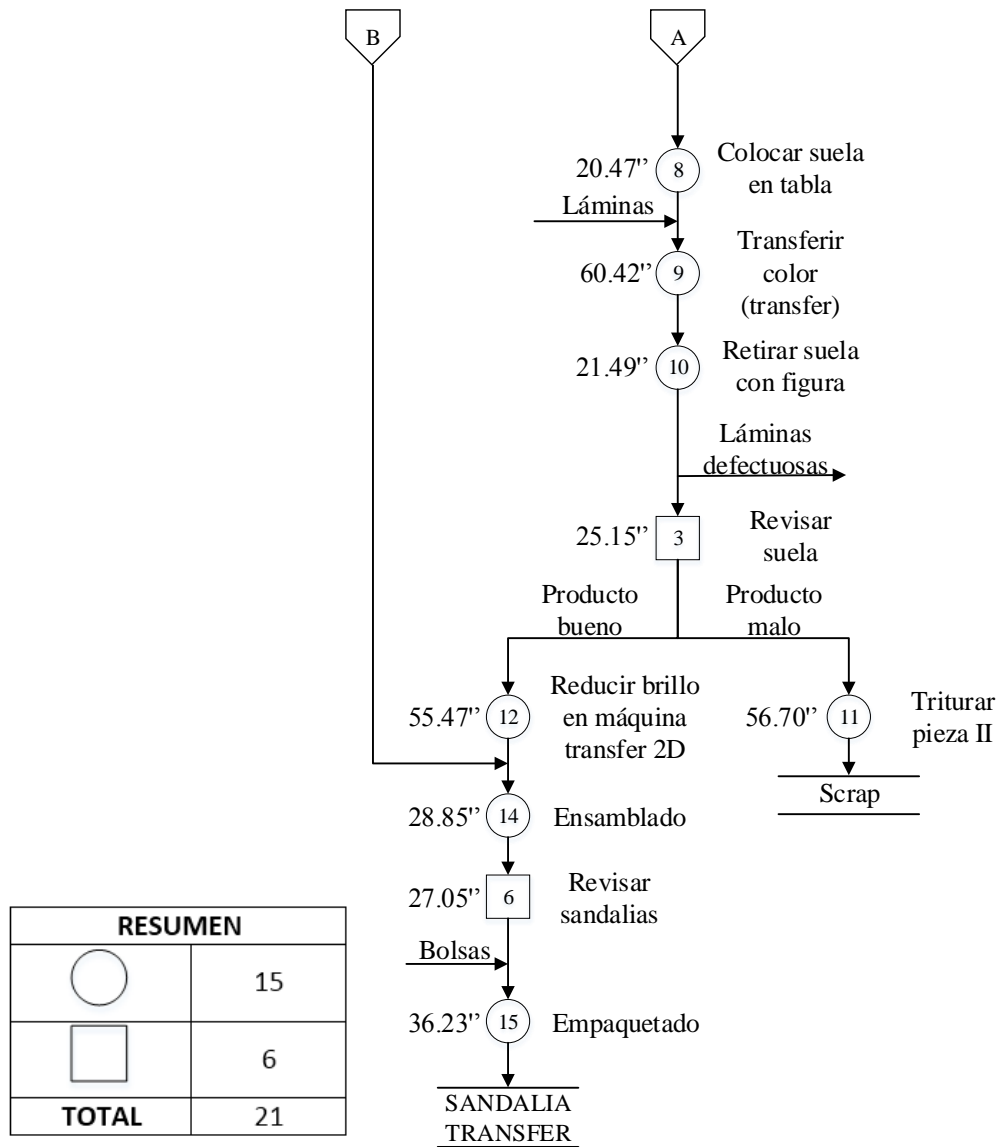 B
A
20.47''
8
Colocar suela
en tabla
Láminas
60.42''
9
Transferir
color
(transfer)
21.49''
10
Retirar suela
con figura
Láminas
defectuosas
25.15''
3
Revisar
suela
Producto
bueno
Producto
malo
55.47''
12
Reducir brillo
en máquina
transfer 2D
56.70''
11
Triturar
pieza II
Scrap
28.85''
14
Ensamblado
27.05''
6
Revisar
sandalias
Bolsas
36.23''
15
Empaquetado
SANDALIA
TRANSFER
RESUMEN
15
6
TOTAL 21